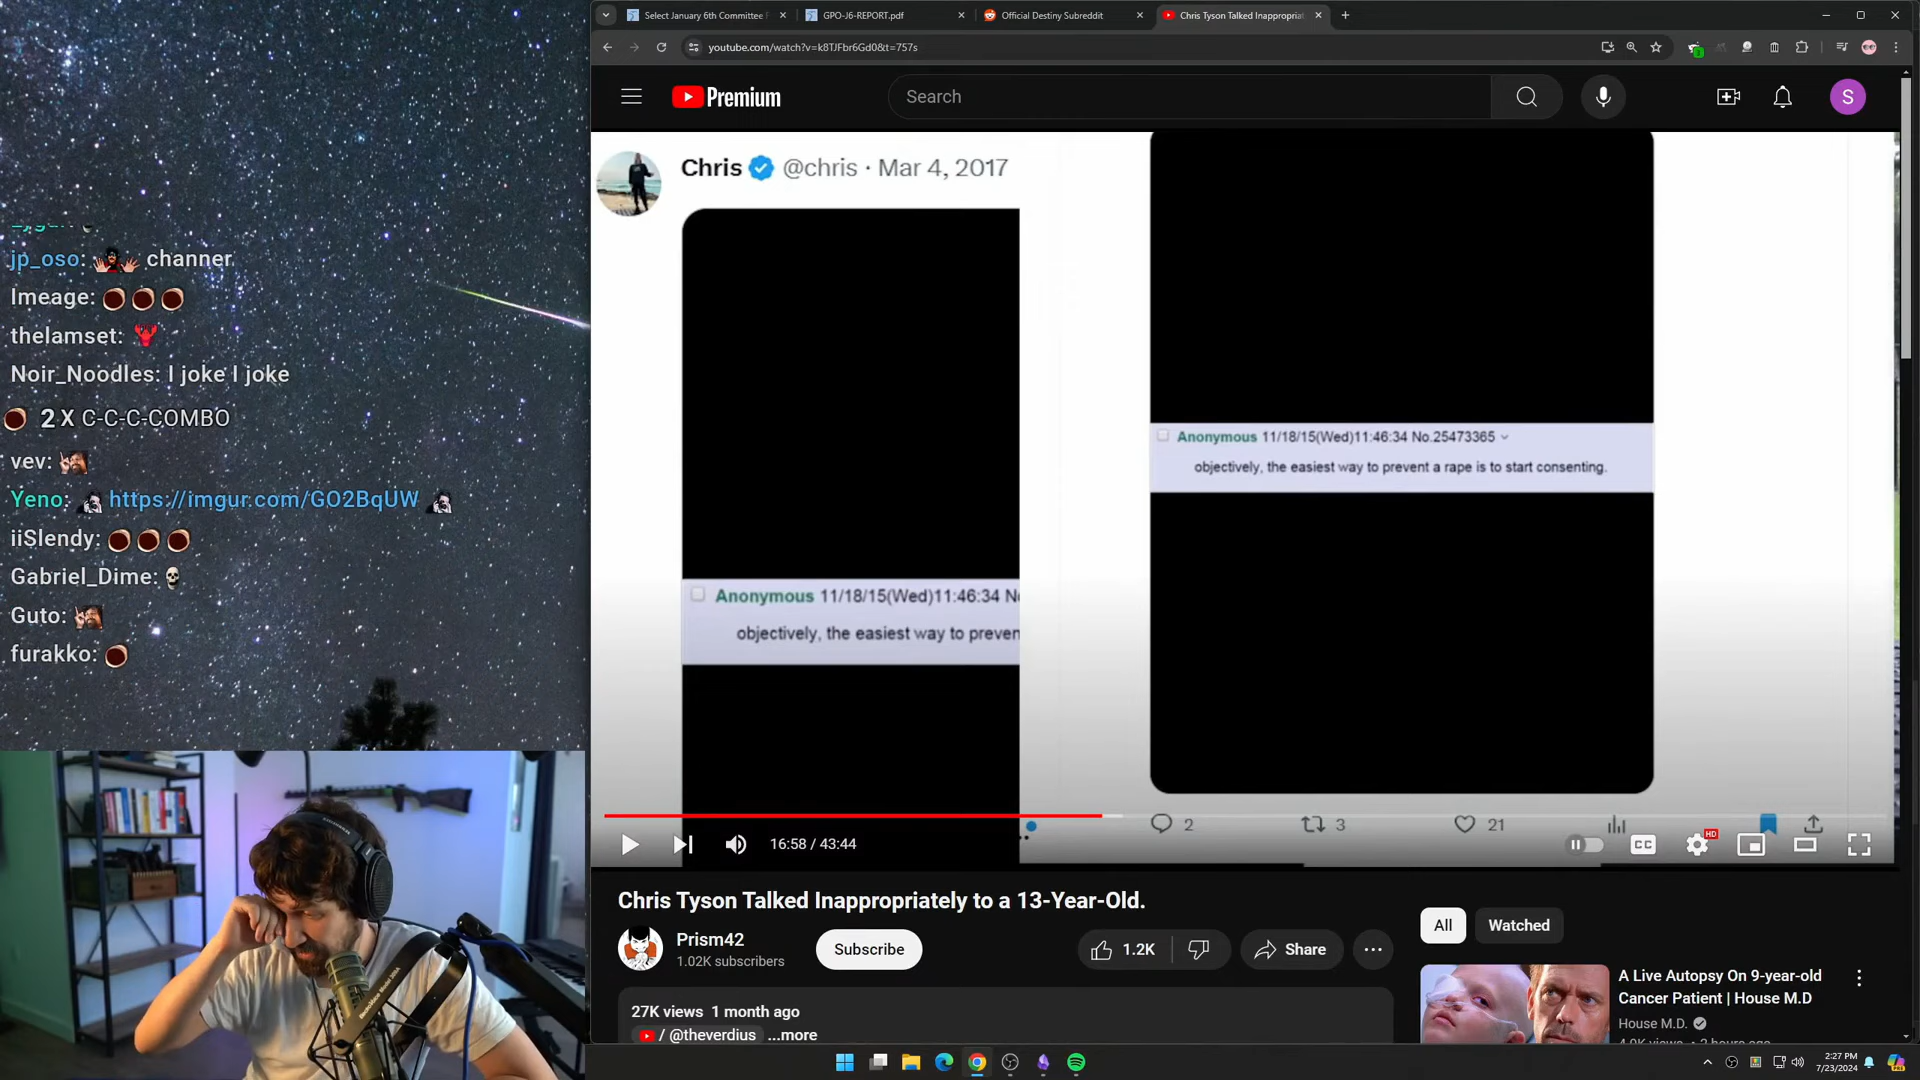 Select January 6th Committee
GPO-J6-REPORT.pdf
Official Destiny Subreddit
Chris Tyson Talked Inappropriat
youtube.com/watch?v=k8TJFbr6Gd0&t=757s
Premium
Search
S
jp_oso: channer
Imeage:
thelamset:
Noir_Noodles: I joke I joke
2 X C-C-C-COMBO
vev:
Yeno: https://imgur.com/GO2BqUW
iiSlendy:
Gabriel_Dime:
Guto:
furakko:
Chris @chris · Mar 4, 2017
Anonymous 11/18/15(Wed)11:46:34
objectively, the easiest way to preven
Anonymous 11/18/15(Wed)11:46:34 No.25473365
objectively, the easiest way to prevent a rape is to start consenting.
2
3
21
16:58 / 43:44
CC
HD
Chris Tyson Talked Inappropriately to a 13-Year-Old.
Prism42
1.02K subscribers
Subscribe
1.2K
Share
27K views 1 month ago
/ @theverdius ...more
All
Watched
A Live Autopsy On 9-year-old
Cancer Patient | House M.D
House M.D.
2:27 PM
7/23/2024